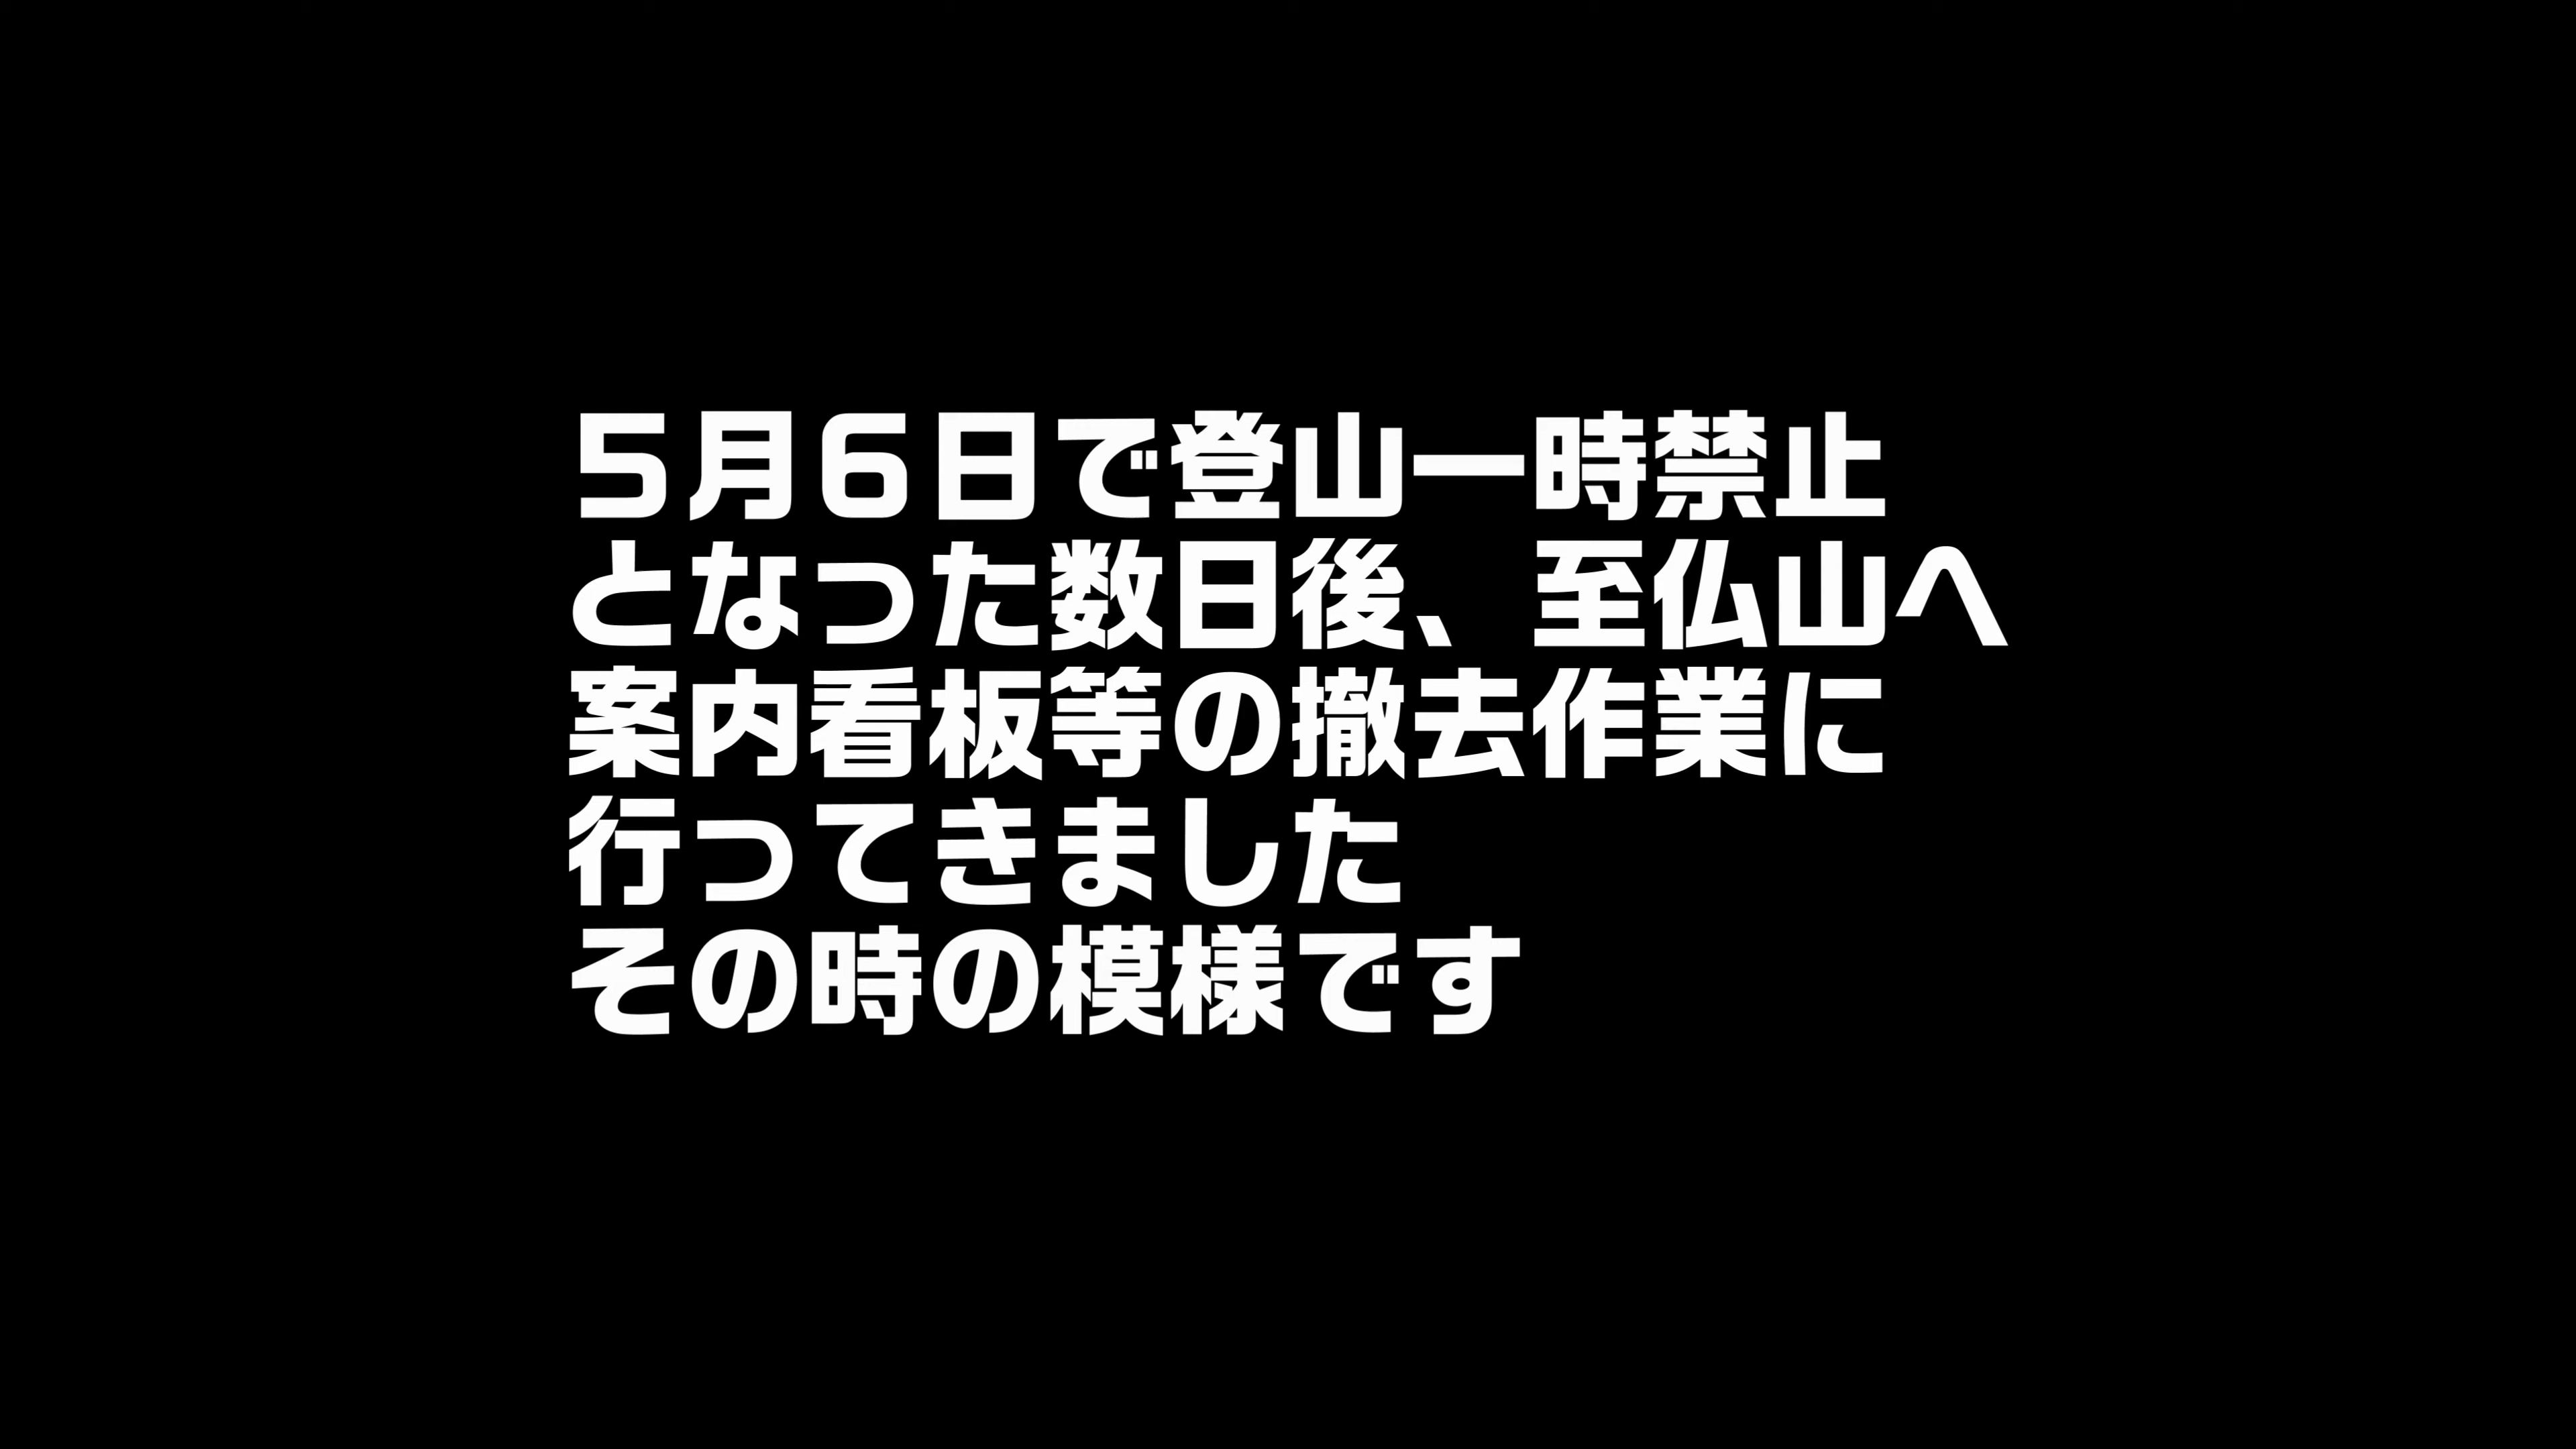 ５月６日で登山一時禁止
となった数日後、至仏山へ
案内看板等の撤去作業に
行ってきました
その時の模様です